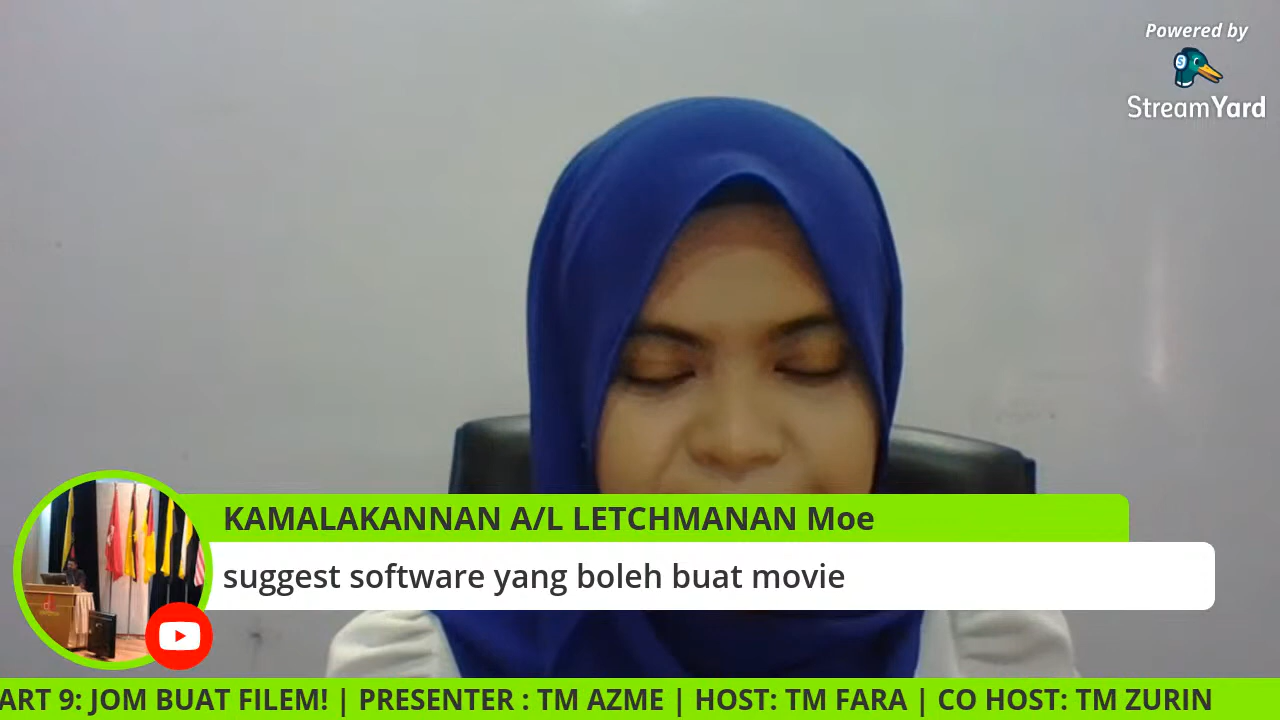 Powered by
StreamYard
KAMALAKANNAN A/L LETCHMANAN Moe
suggest software yang boleh buat movie
ART 9: JOM BUAT FILEM! | PRESENTER : TM AZME | HOST: TM FARA | CO HOST: TM ZURIN